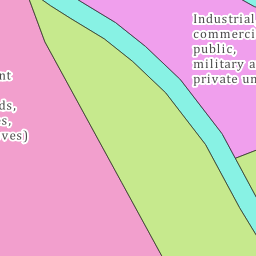 Industrial
commerci
public,
military a
private un
nt
ds,
s,
ves)